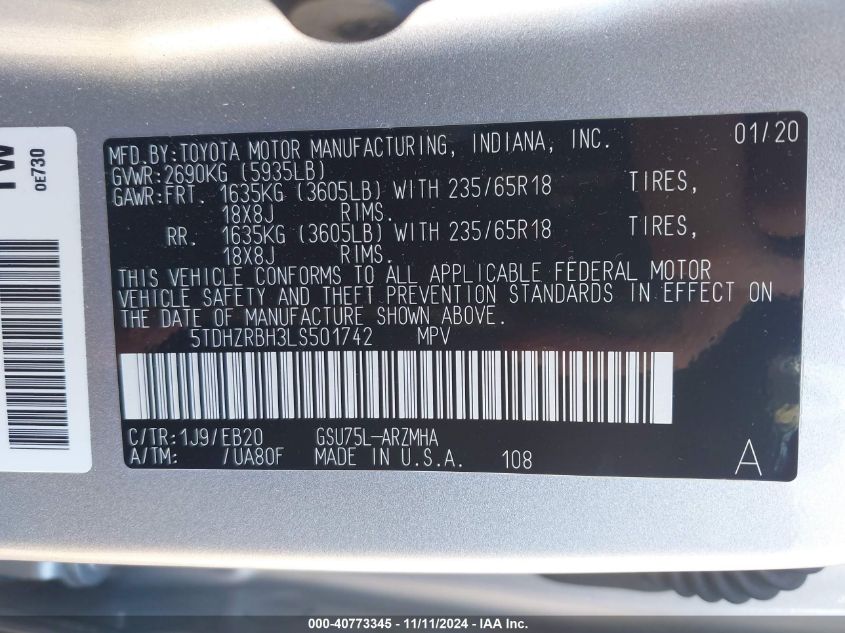 TW
0E730
MFD.BY:TOYOTA MOTOR MANUFACTURING, INDIANA, INC. 01/20
GVWR:2690KG (5935LB)
GAWR:FRT. 1635KG (3605LB) WITH 235/65R18 TIRES,
18X8J RIMS.
RR. 1635KG (3605LB) WITH 235/65R18 TIRES,
18X8J RIMS.
THIS VEHICLE CONFORMS TO ALL APPLICABLE FEDERAL MOTOR
VEHICLE SAFETY AND THEFT PREVENTION STANDARDS IN EFFECT ON
THE DATE OF MANUFACTURE SHOWN ABOVE.
5TDHZRBH3LS501742 MPV
C/TR:1J9/EB20 GSU75L-ARZMHA
A/TM: /UA80F MADE IN U.S.A. 108 A
000-40773345 - 11/11/2024 - IAA Inc.